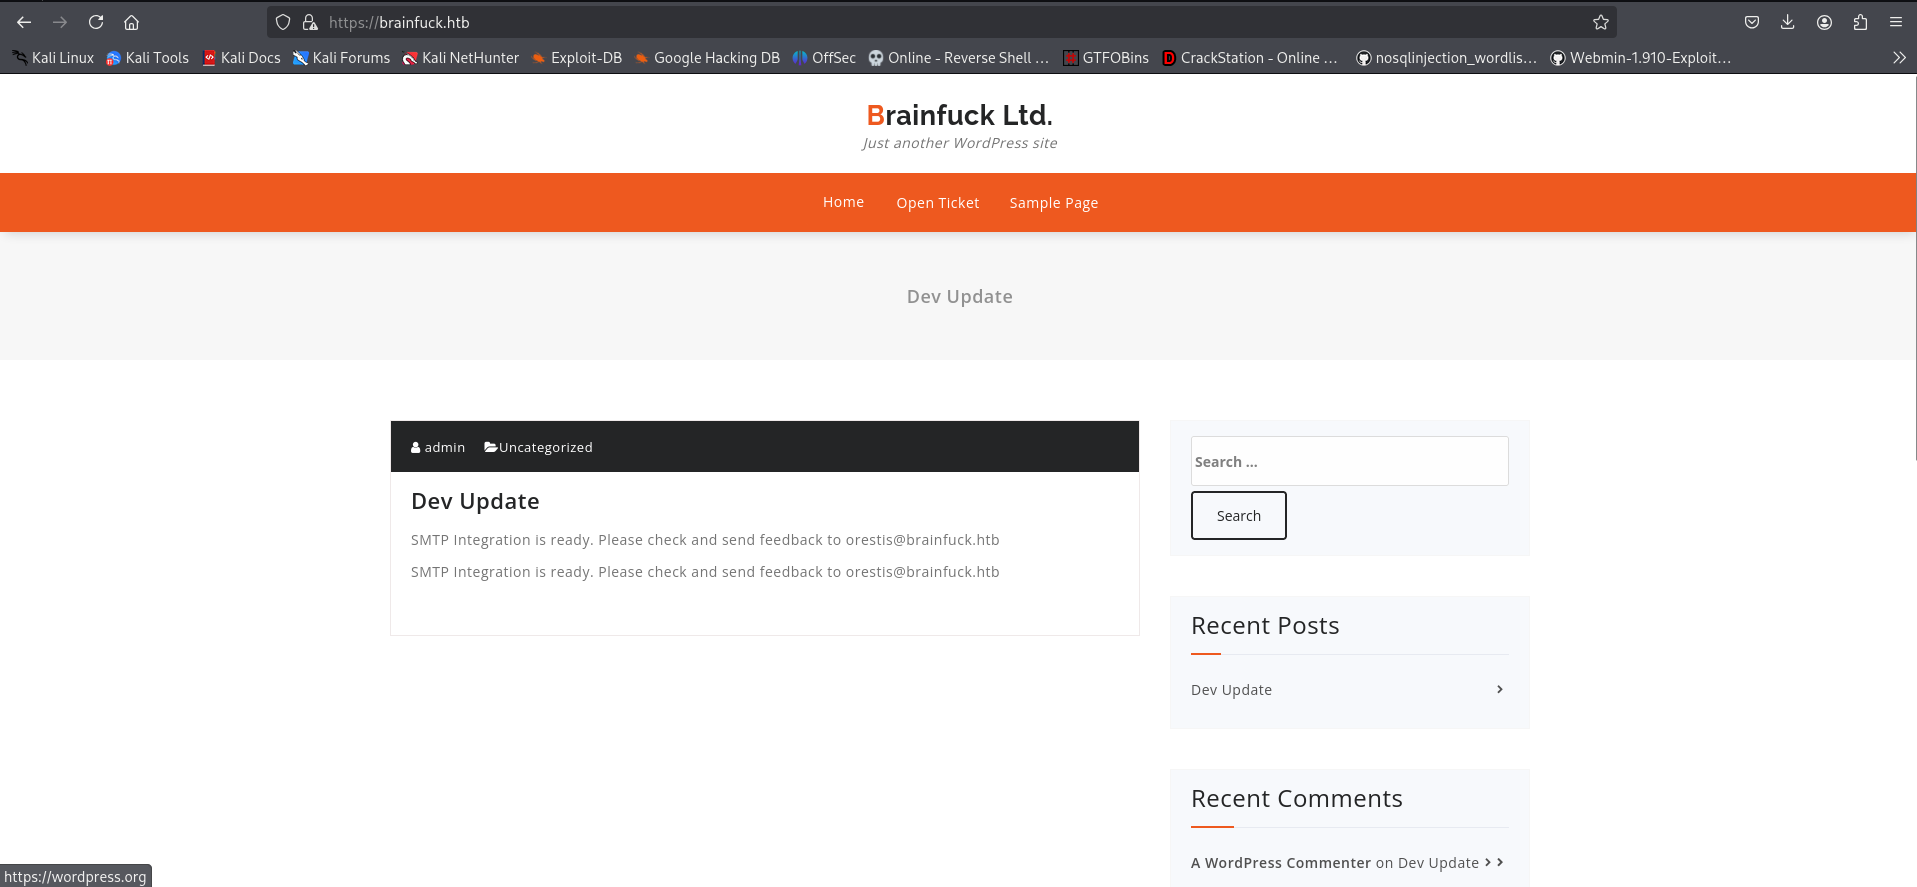 https://brainfuck.htb
Kali Linux Kali Tools Kali Docs Kali Forums Kali NetHunter Exploit-DB Google Hacking DB OffSec Online - Reverse Shell … GTFOBins CrackStation - Online … nosqlinjection_wordlis… Webmin-1.910-Exploit…
Brainfuck Ltd.
Just another WordPress site
Home Open Ticket Sample Page
Dev Update
admin Uncategorized
Dev Update
SMTP Integration is ready. Please check and send feedback to orestis@brainfuck.htb
SMTP Integration is ready. Please check and send feedback to orestis@brainfuck.htb
Search …
Search
Recent Posts
Dev Update
Recent Comments
A WordPress Commenter on Dev Update
https://wordpress.org